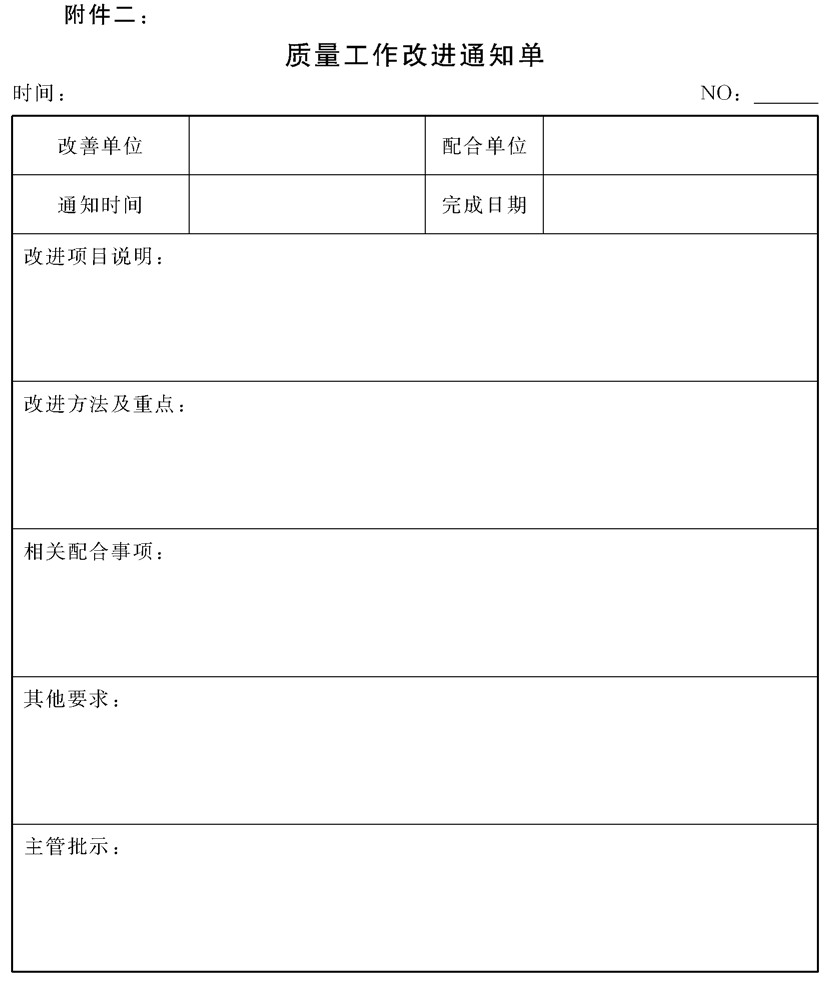 附件二：
质量工作改进通知单
时间： NO：______
改善单位 配合单位
通知时间 完成日期
改进项目说明：
改进方法及重点：
相关配合事项：
其他要求：
主管批示：